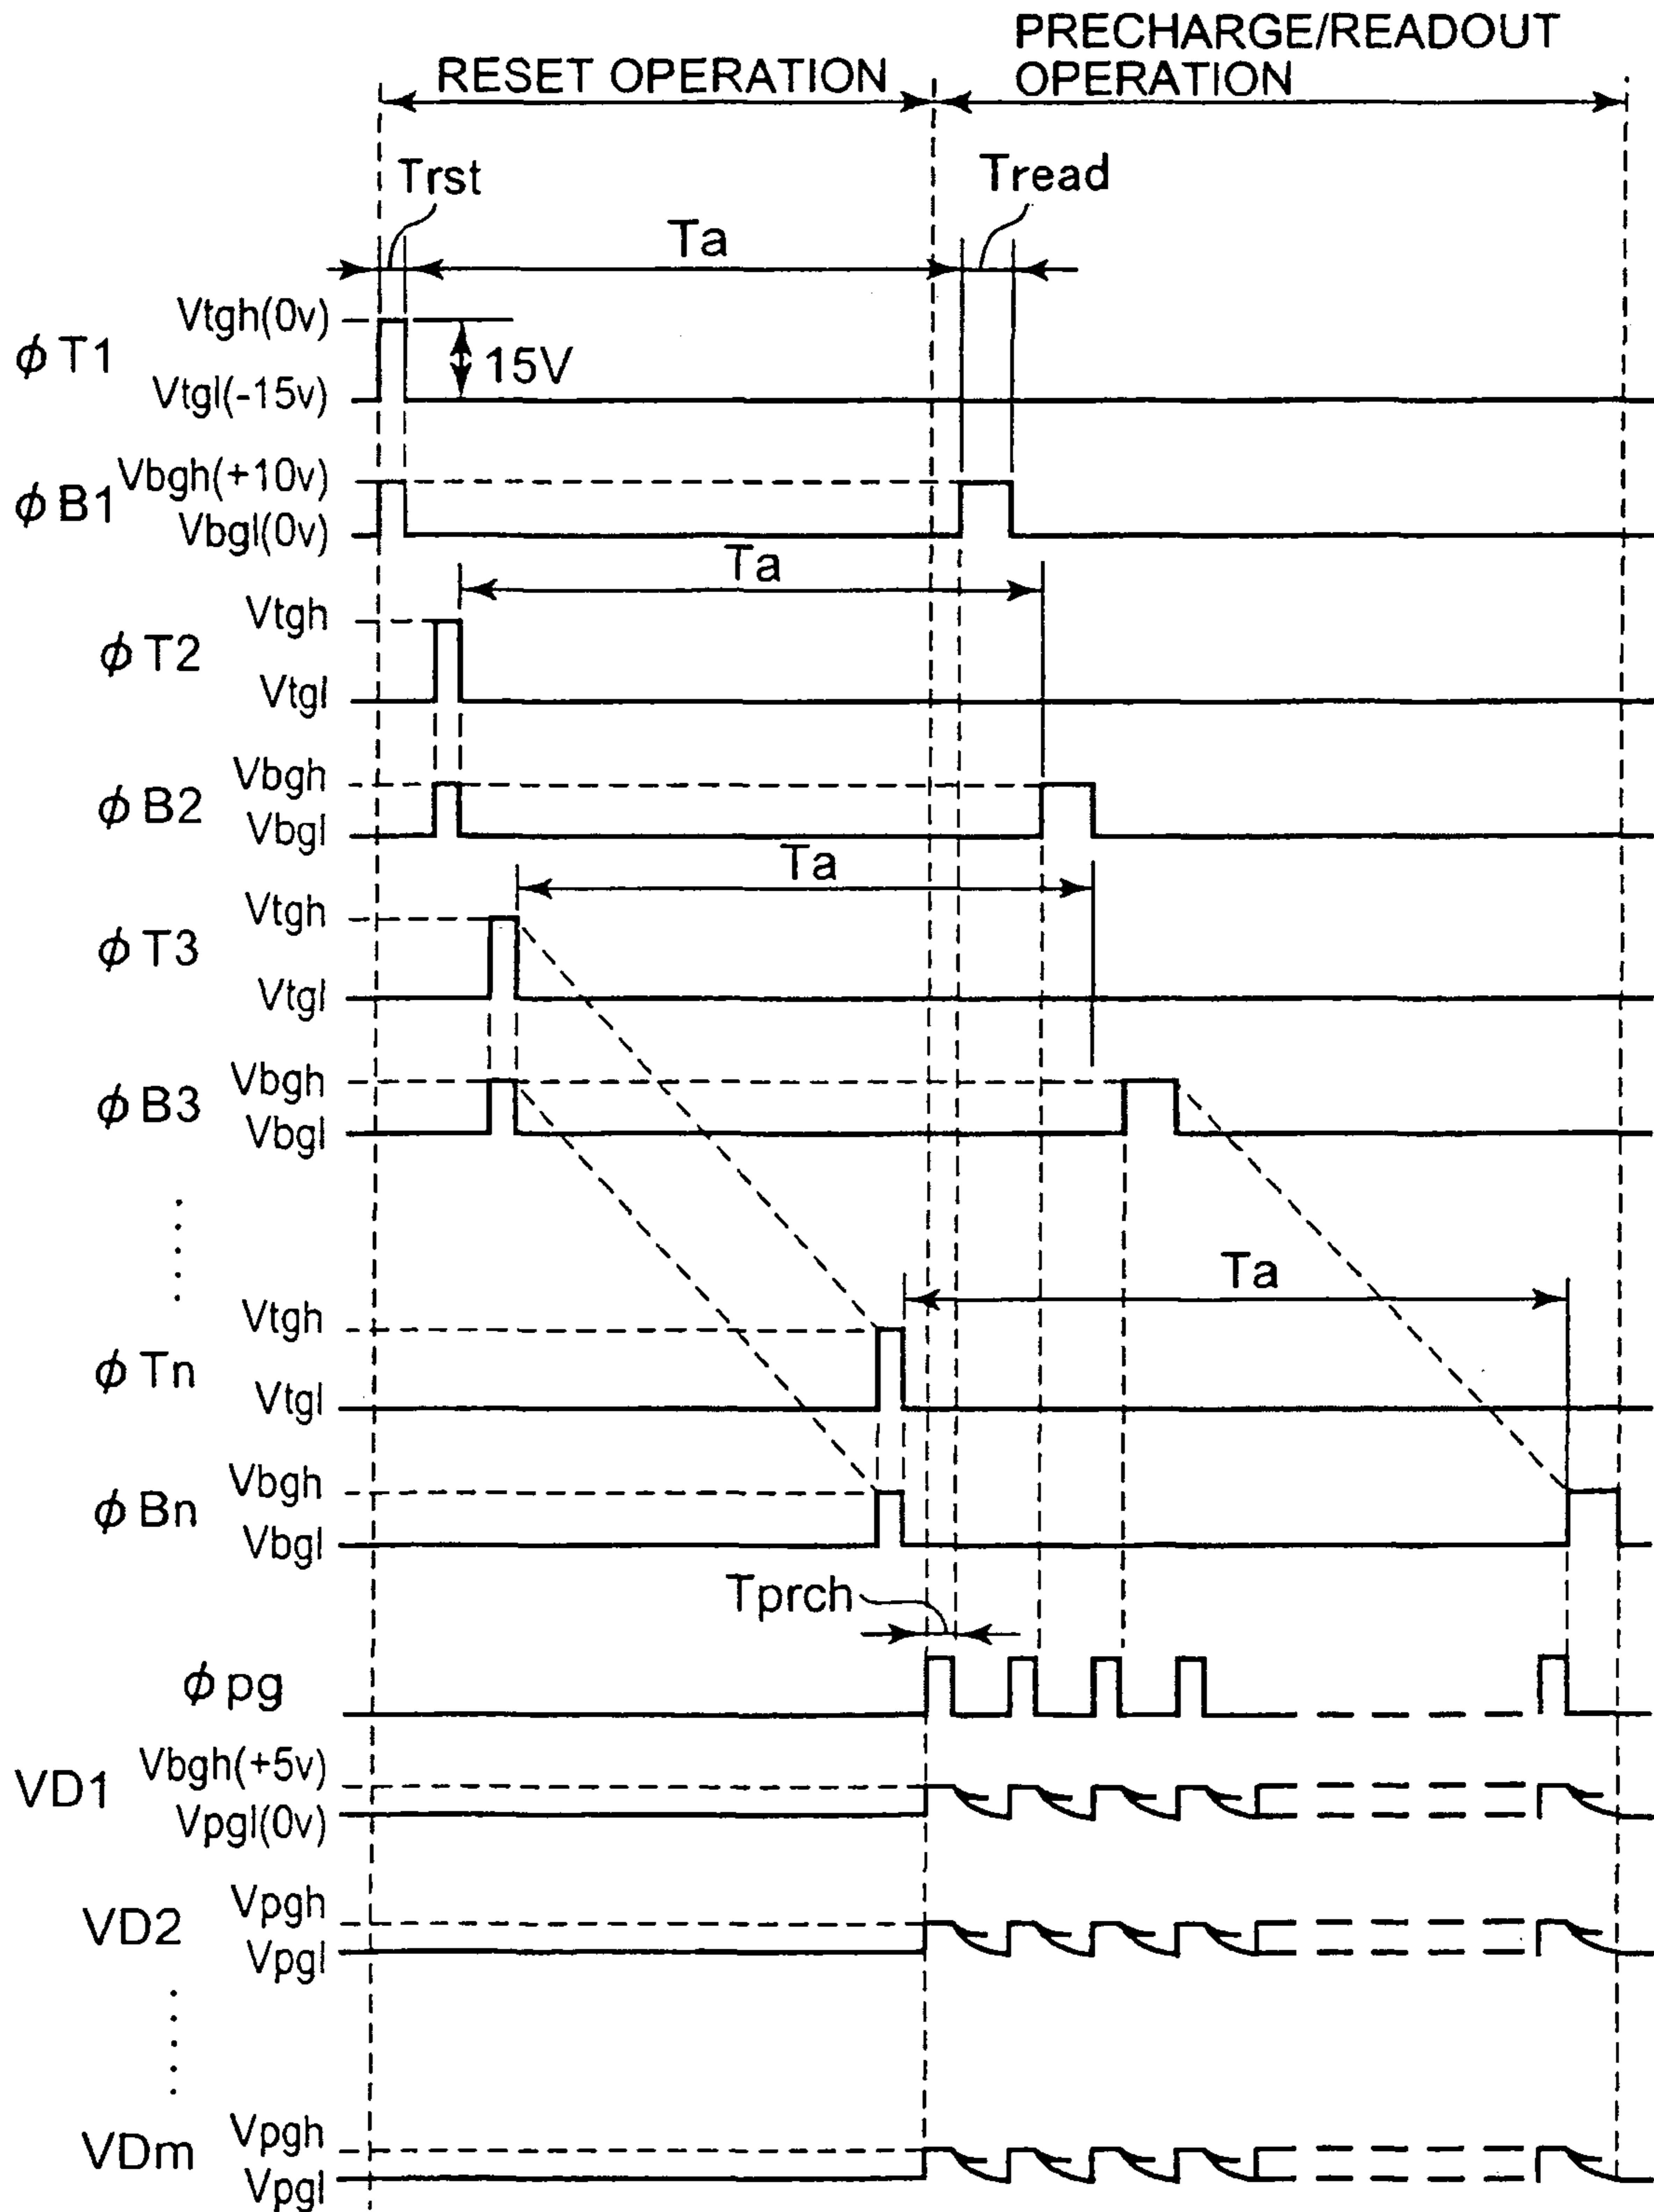 PRECHARGE/READOUT
RESET OPERATION OPERATION
Trst Tread
Ta
Vtgh(0v)
φT1 15V
Vtgl(-15v)
Vbgh(+10v)
φB1
Vbgl(0v)
Ta
Vtgh
φT2
Vtgl
Vbgh
φB2
Vbgl
Ta
Vtgh
φT3
Vtgl
Vbgh
φB3
Vbgl
Ta
Vtgh
φTn
Vtgl
Vbgh
φBn
Vbgl
Tprch
φpg
Vbgh(+5v)
VD1
Vpgl(0v)
Vpgh
VD2
Vpgl
Vpgh
VDm
Vpgl